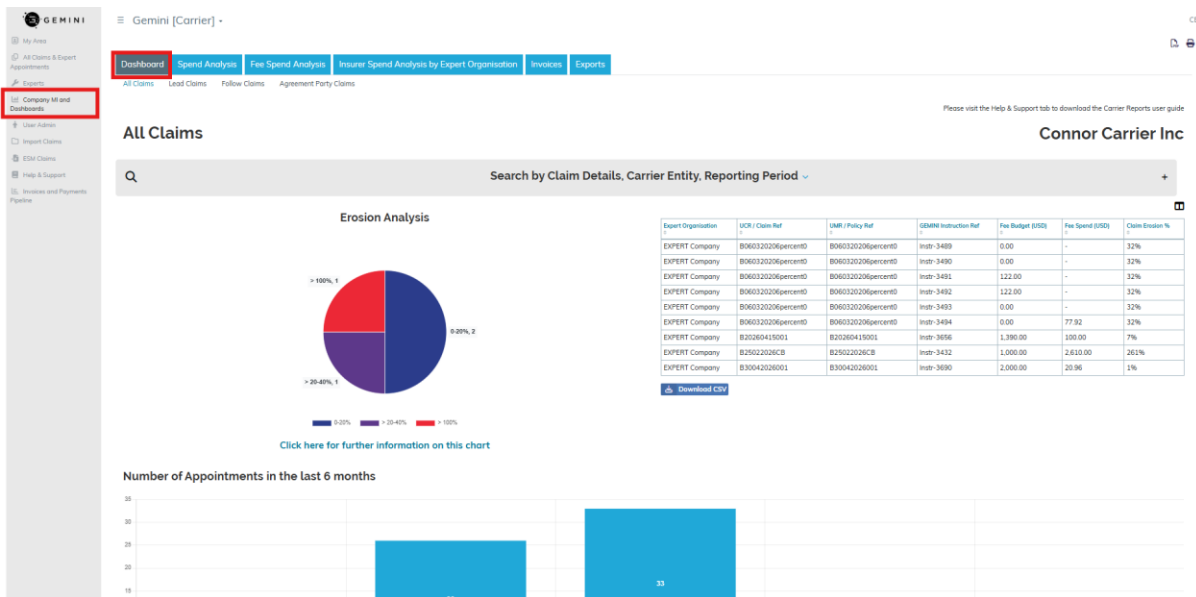 GEMINI
Gemini [Carrier]
My Area
All Claims & Expert
Appointments
Experts
Company MI and
Dashboards
User Admin
Import Claims
ESM Claims
Help & Support
Invoices and Payments
Pipeline
Dashboard Spend Analysis Fee Spend Analysis Insurer Spend Analysis by Expert Organisation Invoices Exports
All Claims Lead Claims Follow Claims Agreement Party Claims
Please visit the Help & Support tab to download the Carrier Reports user guide
All Claims
Connor Carrier Inc
Search by Claim Details, Carrier Entity, Reporting Period
+
Erosion Analysis
> 100%, 1
0-20%, 2
> 20-40%, 1
0-20% > 20-40% > 100%
Click here for further information on this chart
Expert Organisation UCR / Claim Ref UMR / Policy Ref GEMINI Instruction Ref Fee Budget (USD) Fee Spend (USD) Claim Erosion %
EXPERT Company B060320206percent0 B060320206percent0 Instr-3489 0.00 - 32%
EXPERT Company B060320206percent0 B060320206percent0 Instr-3490 0.00 - 32%
EXPERT Company B060320206percent0 B060320206percent0 Instr-3491 122.00 - 32%
EXPERT Company B060320206percent0 B060320206percent0 Instr-3492 122.00 - 32%
EXPERT Company B060320206percent0 B060320206percent0 Instr-3493 0.00 - 32%
EXPERT Company B060320206percent0 B060320206percent0 Instr-3494 0.00 77.92 32%
EXPERT Company B20260415001 B20260415001 Instr-3656 1,390.00 100.00 7%
EXPERT Company B25022026CB B25022026CB Instr-3432 1,000.00 2,610.00 261%
EXPERT Company B30042026001 B30042026001 Instr-3690 2,000.00 20.96 1%
Download CSV
Number of Appointments in the last 6 months
35
30
25
20
15
33